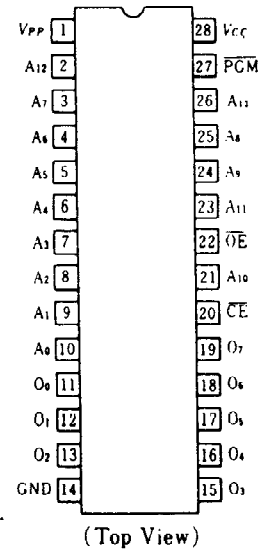 VPP 1 28 VCC
A12 2 27 PGM
A7 3 26 A13
A6 4 25 A8
A5 5 24 A9
A4 6 23 A11
A3 7 22 OE
A2 8 21 A10
A1 9 20 CE
A0 10 19 O7
O0 11 18 O6
O1 12 17 O5
O2 13 16 O4
GND 14 15 O3
(Top View)